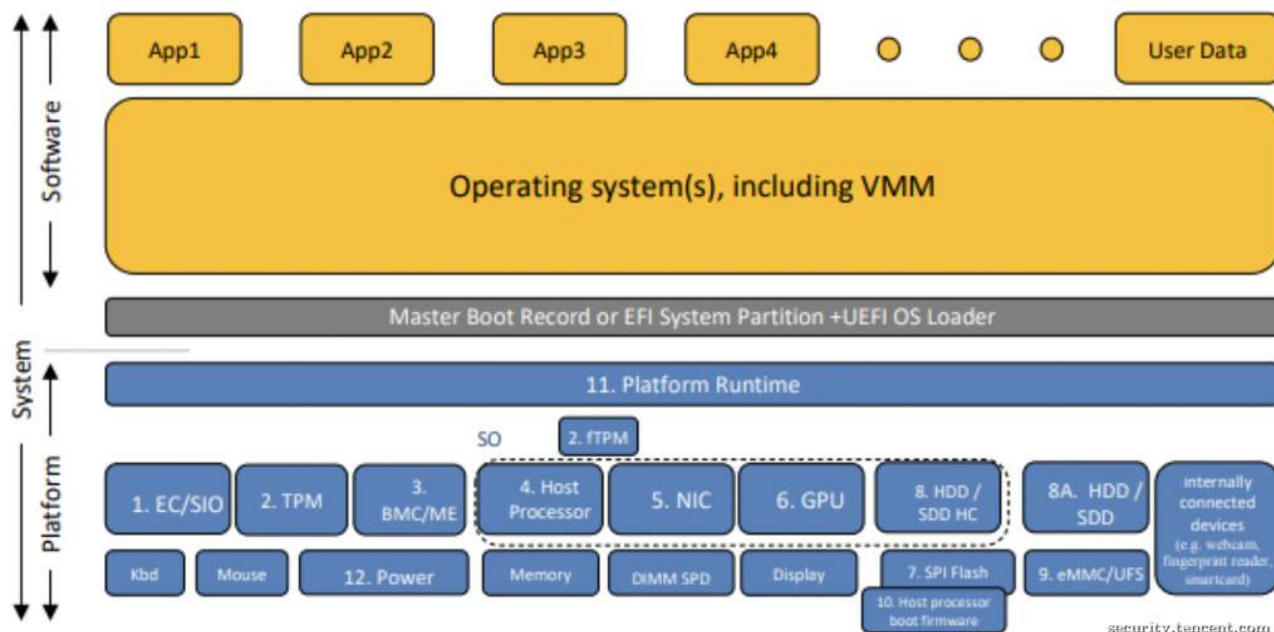 App1
App2
App3
App4
User Data
Software
Operating system(s), including VMM
Master Boot Record or EFI System Partition +UEFI OS Loader
System
11. Platform Runtime
Platform
SO
2. fTPM
1. EC/SIO
2. TPM
3.
BMC/ME
4. Host
Processor
5. NIC
6. GPU
8. HDD /
SDD HC
8A. HDD /
SDD
internally
connected
devices
(e.g. webcam,
fingerprint reader,
smartcard)
Kbd
Mouse
12. Power
Memory
DIMM SPD
Display
7. SPI Flash
9. eMMC/UFS
10. Host processor
boot firmware
security.tencent.com